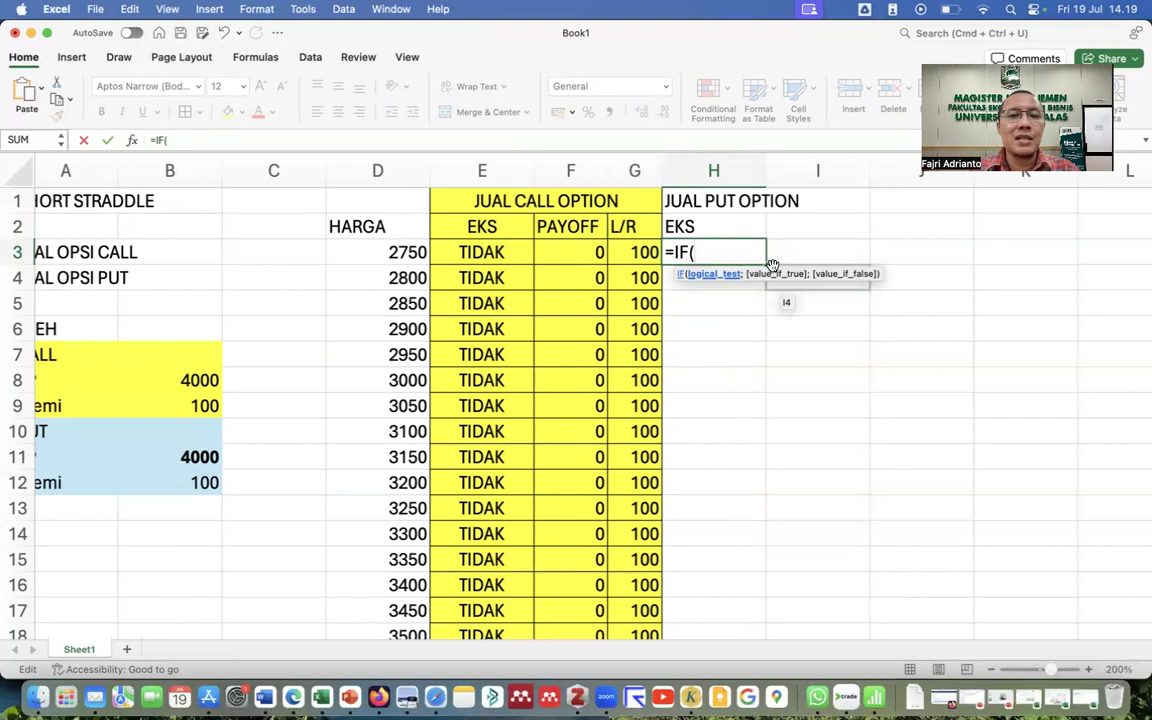 Excel File Edit View Insert Format Tools Data Window Help Fri 19 Jul 14.19
AutoSave Book1 Search (Cmd + Ctrl + U)
Home Insert Draw Page Layout Formulas Data Review View Comments Share
Paste Aptos Narrow (Bod... 12 Wrap Text General
Merge & Center Conditional Formatting Format as Table Cell Styles Insert Delete
MAGISTER
FAKULTAS
Fajri Adrianto
SUM =IF(
A B C D E F G H I L
1 HORT STRADDLE JUAL CALL OPTION JUAL PUT OPTION
2 HARGA EKS PAYOFF L/R EKS
3 AL OPSI CALL 2750 TIDAK 0 100 =IF(
4 AL OPSI PUT 2800 TIDAK 0 100 IF(logical_test; [value_if_true]; [value_if_false])
5 2850 TIDAK 0 100 I4
6 EH 2900 TIDAK 0 100
7 ALL 2950 TIDAK 0 100
8 4000 3000 TIDAK 0 100
9 emi 100 3050 TIDAK 0 100
10 UT 3100 TIDAK 0 100
11 4000 3150 TIDAK 0 100
12 emi 100 3200 TIDAK 0 100
13 3250 TIDAK 0 100
14 3300 TIDAK 0 100
15 3350 TIDAK 0 100
16 3400 TIDAK 0 100
17 3450 TIDAK 0 100
18 3500 TIDAK 0 100
Sheet1
Edit Accessibility: Good to go 200%